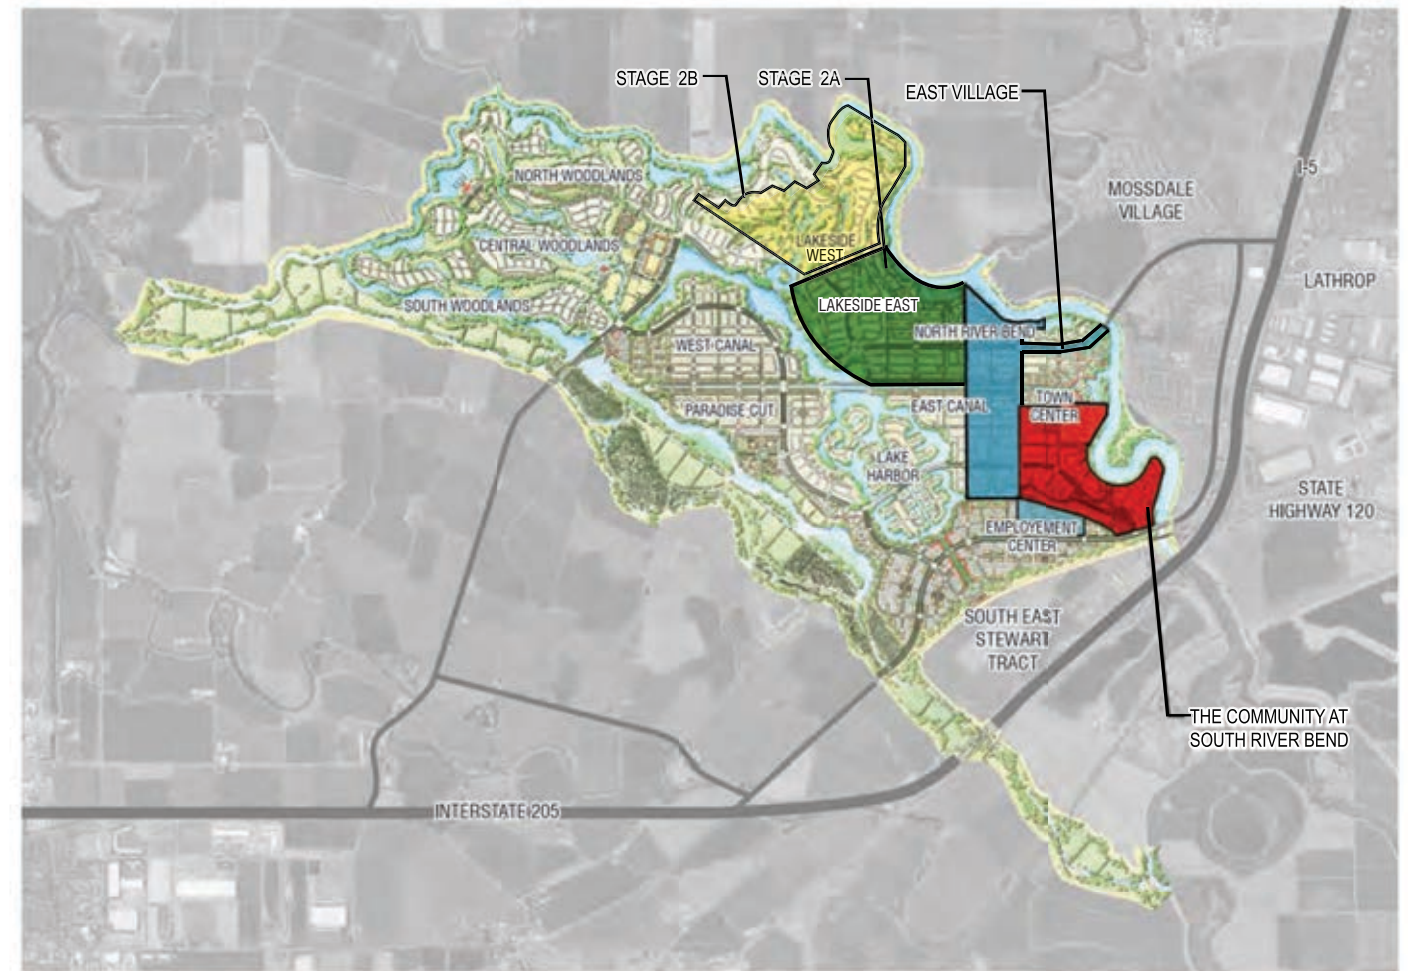 STAGE 2B
STAGE 2A
EAST VILLAGE
I-5
NORTH WOODLANDS
MOSSDALE
VILLAGE
CENTRAL WOODLANDS
LAKESIDE
WEST
LATHROP
SOUTH WOODLANDS
LAKESIDE EAST
NORTH RIVER BEND
WEST CANAL
PARADISE CUT
EAST CANAL
TOWN
CENTER
LAKE
HARBOR
STATE
HIGHWAY 120
EMPLOYEMENT
CENTER
SOUTH EAST
STEWART
TRACT
THE COMMUNITY AT
SOUTH RIVER BEND
INTERSTATE 205